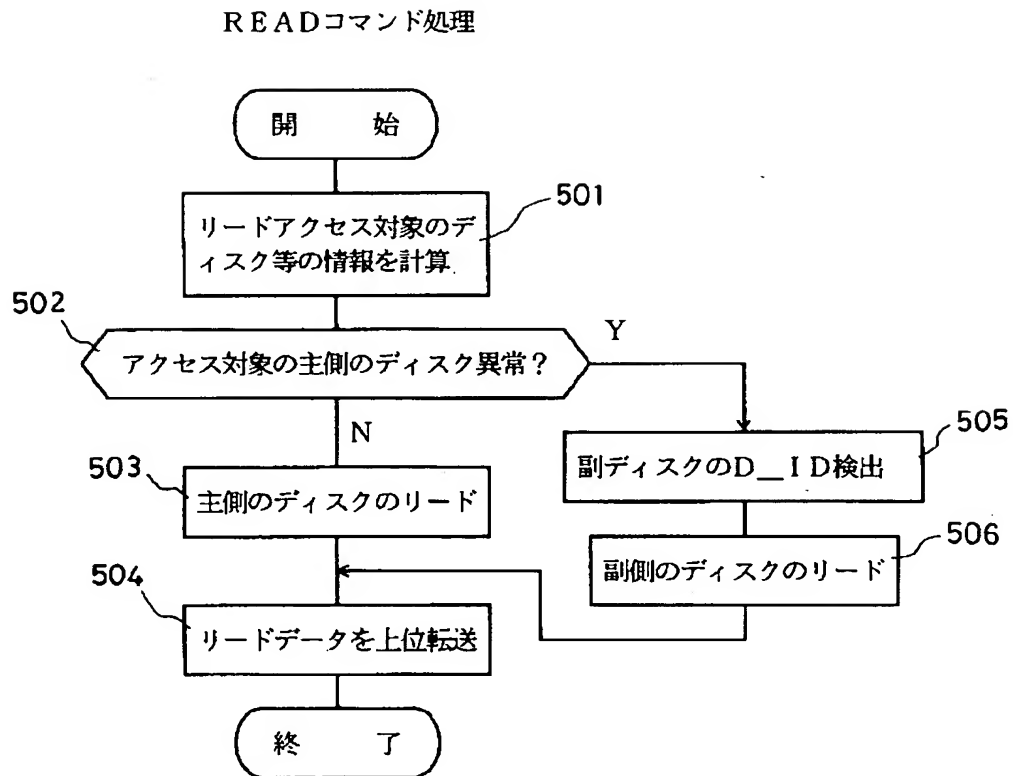 READコマンド処理
開 始
501
リードアクセス対象のデ
ィスク等の情報を計算
502
アクセス対象の主側のディスク異常？
Y
N
503
主側のディスクのリード
505
副ディスクのD__ID検出
506
副側のディスクのリード
504
リードデータを上位転送
終 了